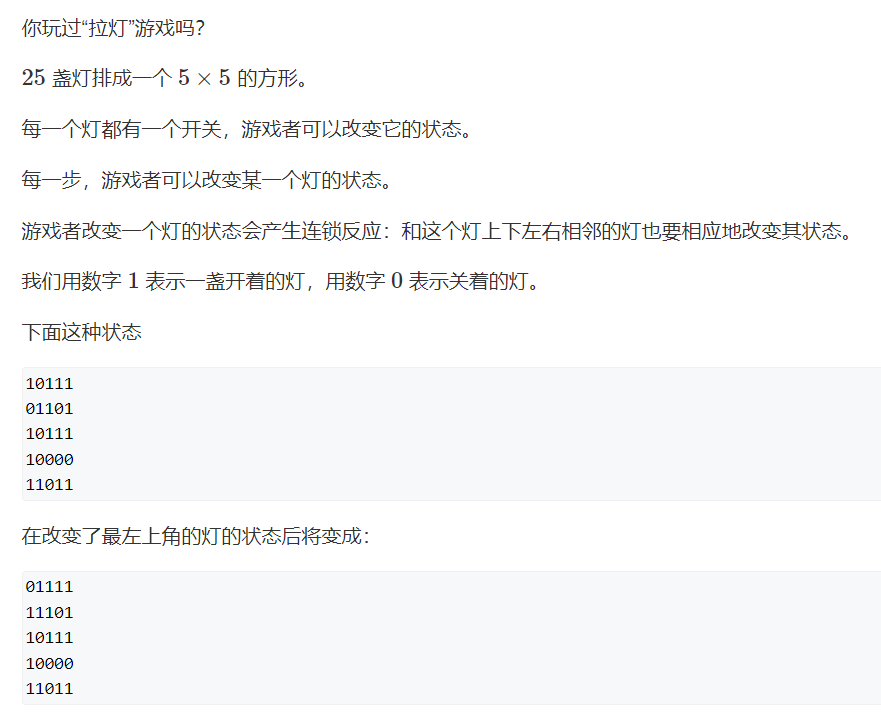 你玩过“拉灯”游戏吗？
25 盏灯排成一个 5 × 5 的方形。
每一个灯都有一个开关，游戏者可以改变它的状态。
每一步，游戏者可以改变某一个灯的状态。
游戏者改变一个灯的状态会产生连锁反应：和这个灯上下左右相邻的灯也要相应地改变其状态。
我们用数字 1 表示一盏开着的灯，用数字 0 表示关着的灯。
下面这种状态
10111
01101
10111
10000
11011
在改变了最左上角的灯的状态后将变成：
01111
11101
10111
10000
11011